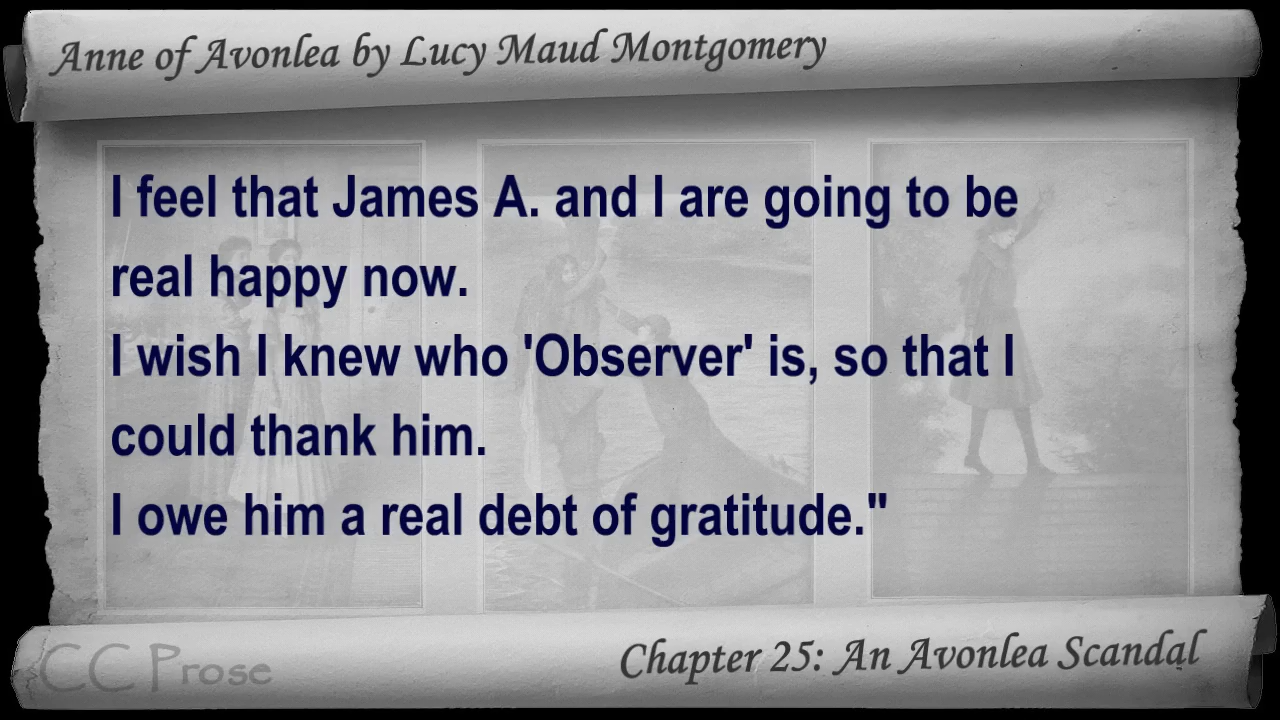 Anne of Avonlea by Lucy Maud Montgomery
I feel that James A. and I are going to be
real happy now.
I wish I knew who 'Observer' is, so that I
could thank him.
I owe him a real debt of gratitude."
CC Prose
Chapter 25: An Avonlea Scandal